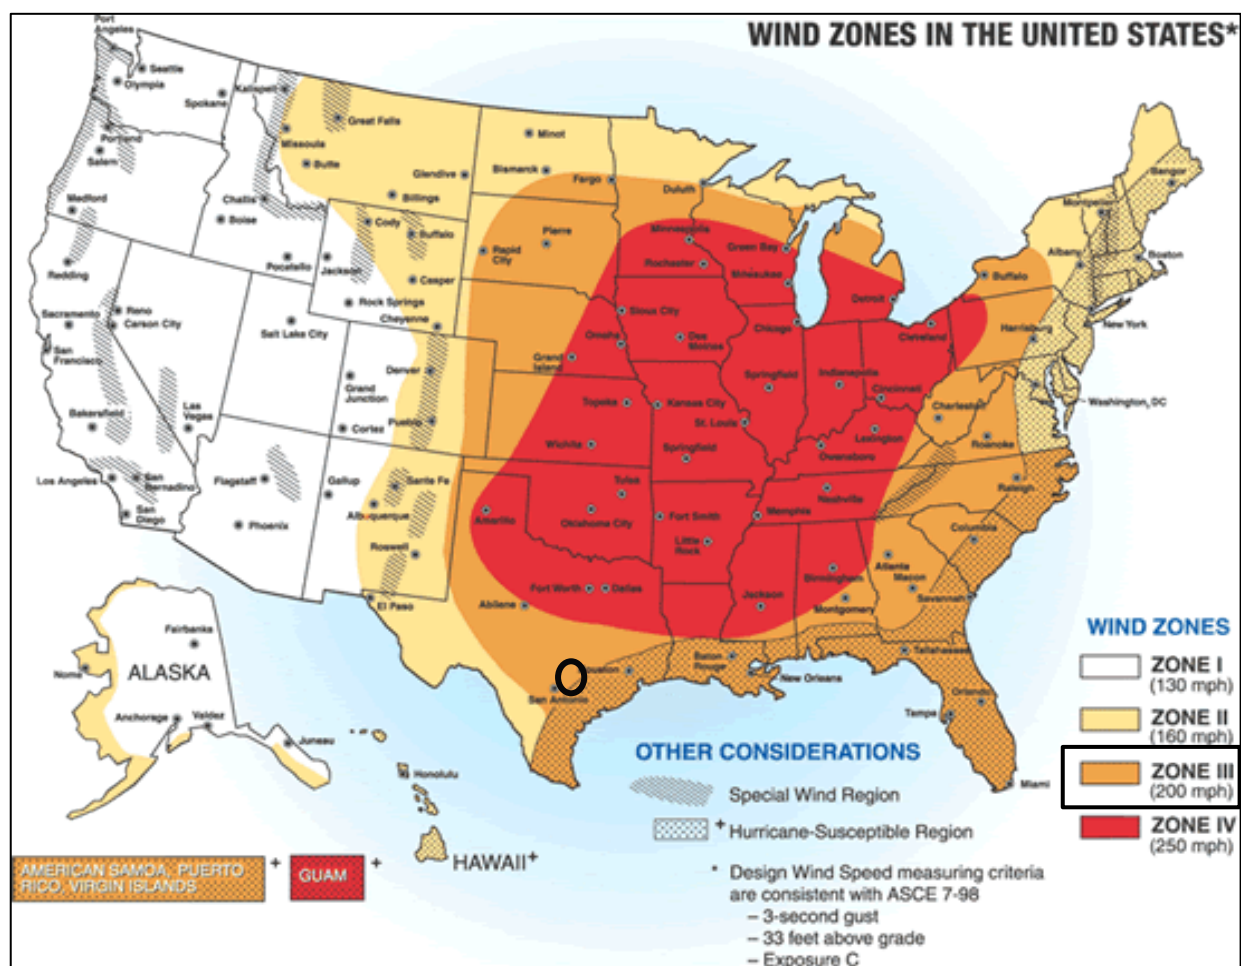 WIND ZONES IN THE UNITED STATES*
Port
Angeles
Seattle
Olympia
Spokane
Kalispell
Great Falls
Missoula
Butte
Glendive
Billings
Portland
Salem
Medford
Challis
Boise
Pocatello
Jackson
Cody
Buffalo
Casper
Rock Springs
Cheyenne
Redding
Sacramento
Reno
Carson City
San
Francisco
Salt Lake City
Bakersfield
Las
Vegas
Los Angeles
San
Bernadino
San
Diego
Flagstaff
Phoenix
Grand
Junction
Cortez
Denver
Pueblo
Gallup
Sante Fe
Albuquerque
Roswell
El Paso
Minot
Bismarck
Fargo
Pierre
Rapid
City
Duluth
Minneapolis
Rochester
Green Bay
Milwaukee
Sioux City
Omaha
Des
Moines
Grand
Island
Chicago
Detroit
Cleveland
Topeka
Kansas City
Springfield
Indianapolis
Cincinnati
St. Louis
Wichita
Springfield
Lexington
Owensboro
Charleston
Roanoke
Tulsa
Amarillo
Oklahoma City
Fort Smith
Memphis
Nashville
Little
Rock
Fort Worth
Dallas
Abilene
Jackson
Birmingham
Montgomery
Atlanta
Macon
Savannah
Columbia
Raleigh
Houston
San Antonio
Baton
Rouge
New Orleans
Tallahassee
Orlando
Tampa
Miami
Bangor
Montpelier
Albany
Boston
Buffalo
New York
Harrisburg
Washington, DC
Fairbanks
Nome
ALASKA
Anchorage
Valdez
Juneau
Honolulu
HAWAII+
AMERICAN SAMOA, PUERTO
RICO, VIRGIN ISLANDS
+
GUAM
+
OTHER CONSIDERATIONS
Special Wind Region
+ Hurricane-Susceptible Region
* Design Wind Speed measuring criteria
are consistent with ASCE 7-98
– 3-second gust
– 33 feet above grade
– Exposure C
WIND ZONES
ZONE I
(130 mph)
ZONE II
(160 mph)
ZONE III
(200 mph)
ZONE IV
(250 mph)